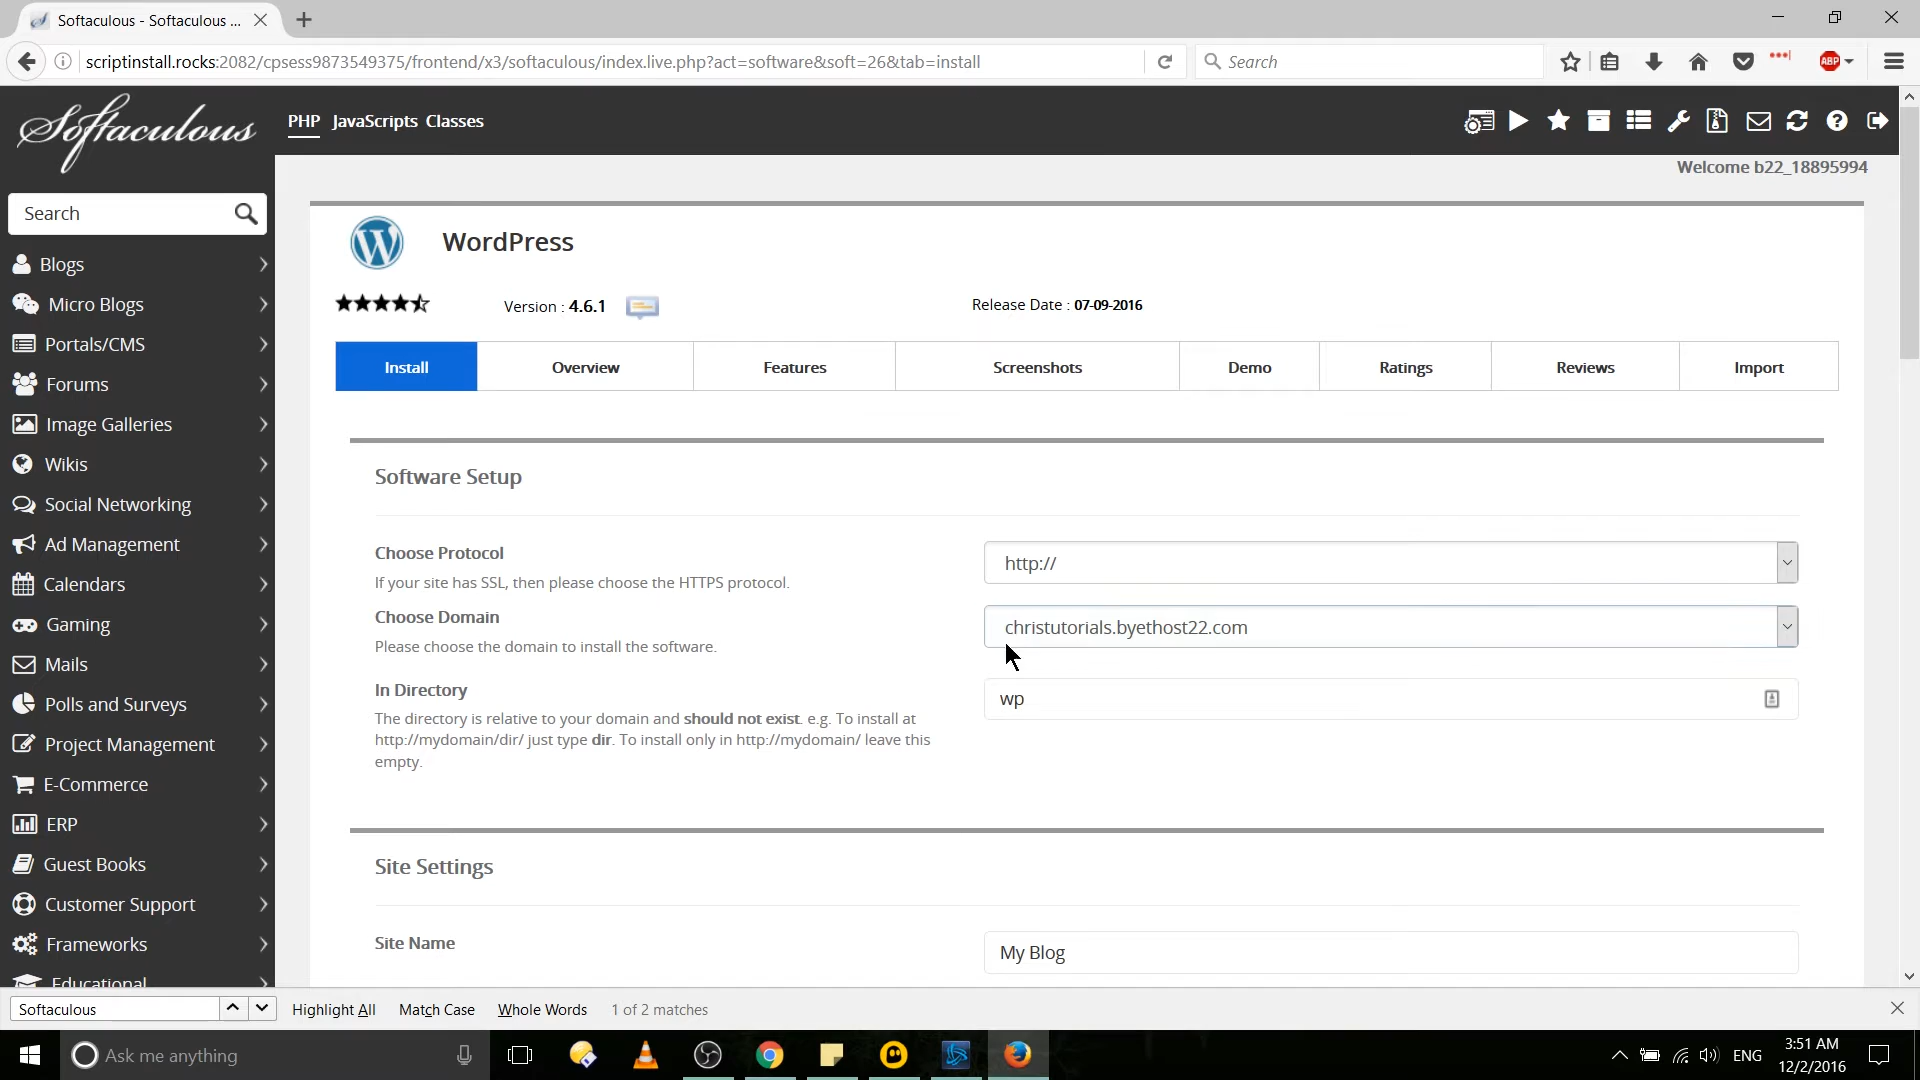 Softaculous - Softaculous ...
scriptinstall.rocks:2082/cpsess9873549375/frontend/x3/softaculous/index.live.php?act=software&soft=26&tab=install
Search
ABP
Softaculous
PHP JavaScripts Classes
Welcome b22_18895994
Search
Blogs
Micro Blogs
Portals/CMS
Forums
Image Galleries
Wikis
Social Networking
Ad Management
Calendars
Gaming
Mails
Polls and Surveys
Project Management
E-Commerce
ERP
Guest Books
Customer Support
Frameworks
Educational
WordPress
Version : 4.6.1
Release Date : 07-09-2016
Install
Overview
Features
Screenshots
Demo
Ratings
Reviews
Import
Software Setup
Choose Protocol
If your site has SSL, then please choose the HTTPS protocol.
http://
Choose Domain
Please choose the domain to install the software.
christutorials.byethost22.com
In Directory
The directory is relative to your domain and should not exist. e.g. To install at
http://mydomain/dir/ just type dir. To install only in http://mydomain/ leave this
empty.
wp
Site Settings
Site Name
My Blog
Softaculous
Highlight All
Match Case
Whole Words
1 of 2 matches
Ask me anything
ENG
3:51 AM
12/2/2016